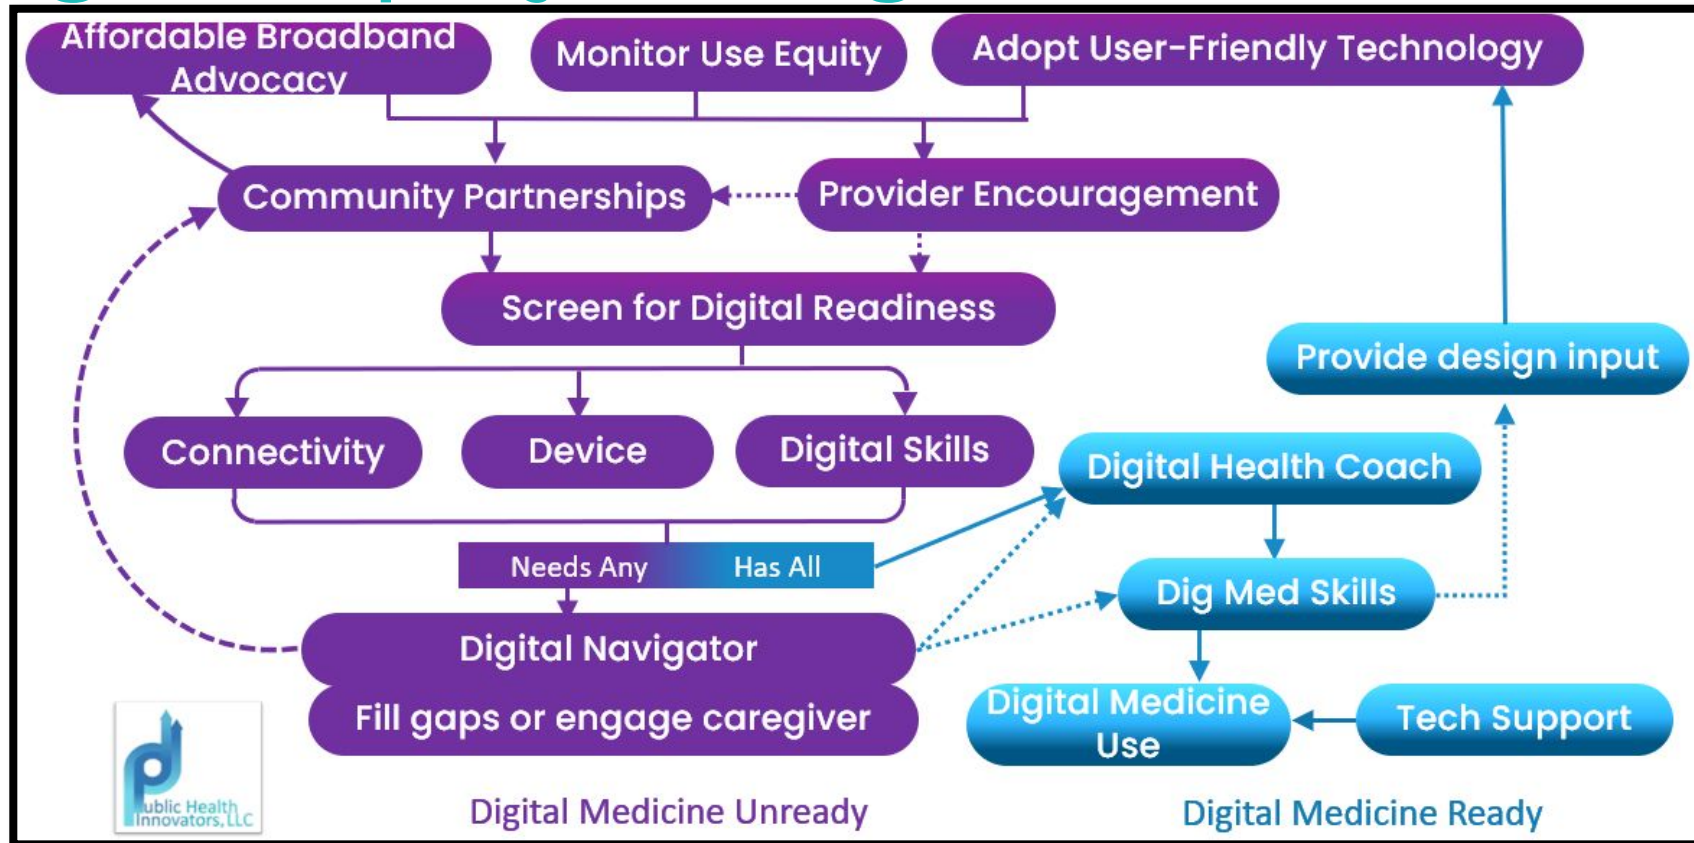 Affordable Broadband
Advocacy
Monitor Use Equity
Adopt User-Friendly Technology
Community Partnerships
Provider Encouragement
Screen for Digital Readiness
Provide design input
Connectivity
Device
Digital Skills
Digital Health Coach
Needs Any
Has All
Dig Med Skills
Digital Navigator
Fill gaps or engage caregiver
Digital Medicine
Use
Tech Support
Public Health
Innovators, LLC
Digital Medicine Unready
Digital Medicine Ready